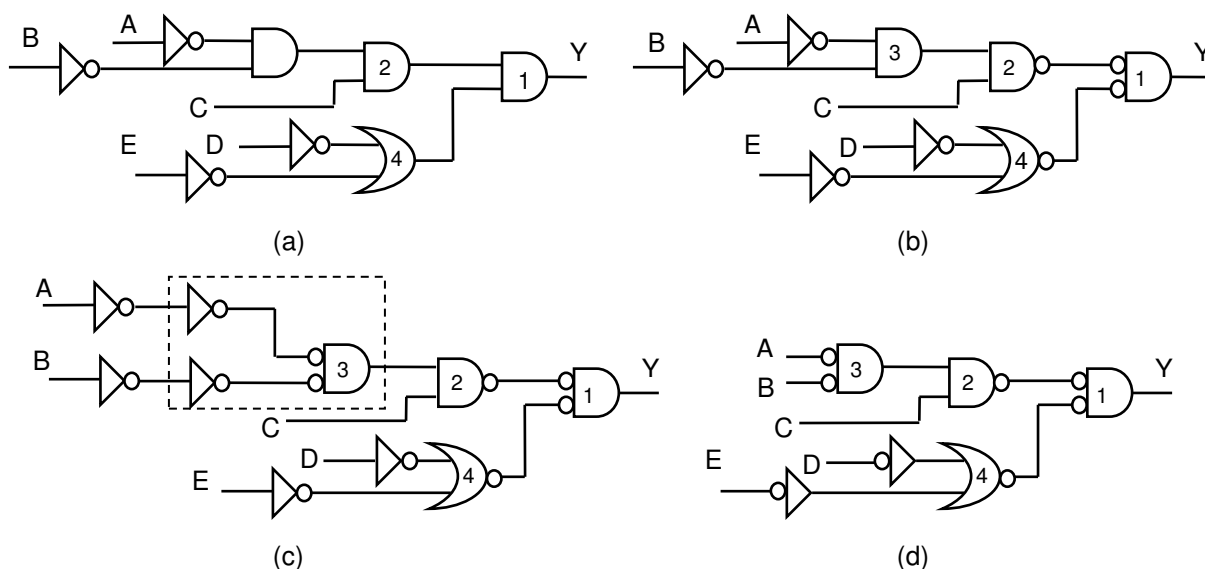 B A Y
2 1
C
E D 4
(a)
B A 3 Y
2 1
C
E D 4
(b)
A
B 3 2 Y
1
C
D
E 4
(c)
A
B 3 2 Y
1
C
E D 4
(d)